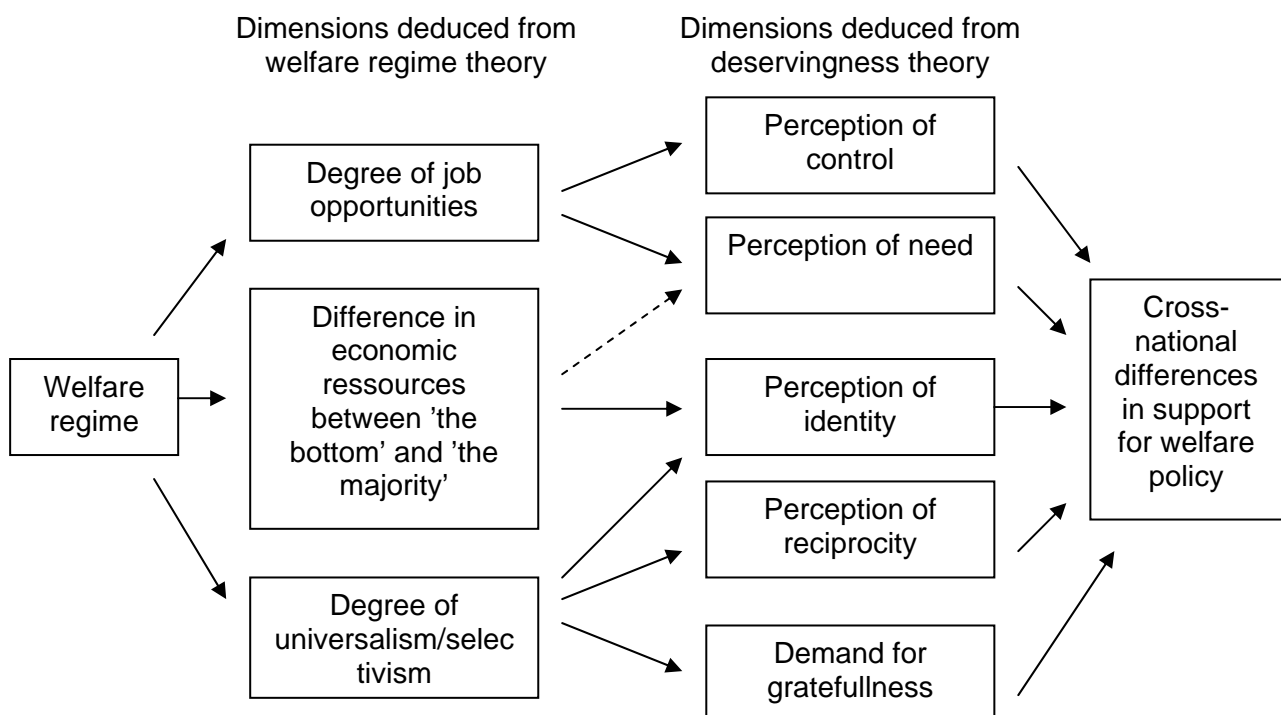 Dimensions deduced from
welfare regime theory
Dimensions deduced from
deservingness theory
Welfare
regime
Degree of job
opportunities
Difference in
economic
ressources
between ’the
bottom’ and ’the
majority’
Degree of
universalism/selec
tivism
Perception of
control
Perception of need
Perception of
identity
Perception of
reciprocity
Demand for
gratefullness
Cross-
national
differences
in support
for welfare
policy